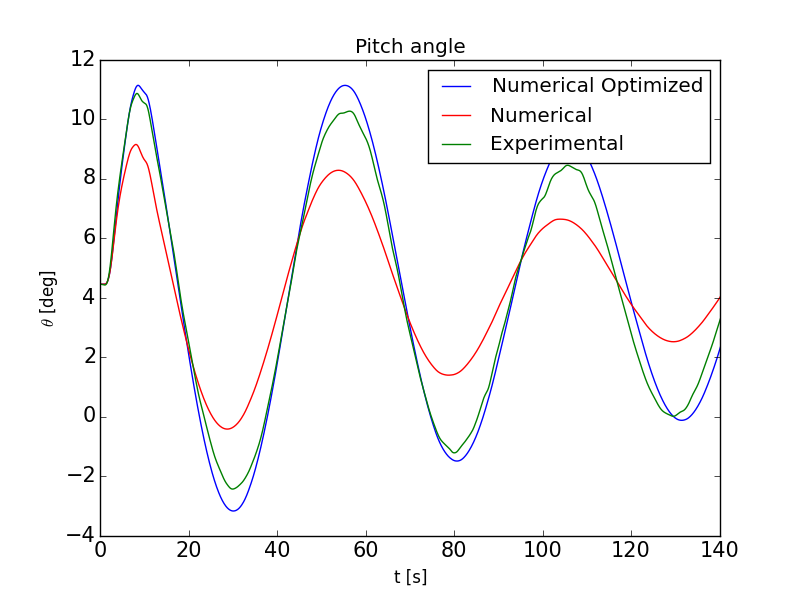 Pitch angle
12
10
8
6
4
2
0
−2
−4
θ [deg]
Numerical Optimized
Numerical
Experimental
0 20 40 60 80 100 120 140
t [s]